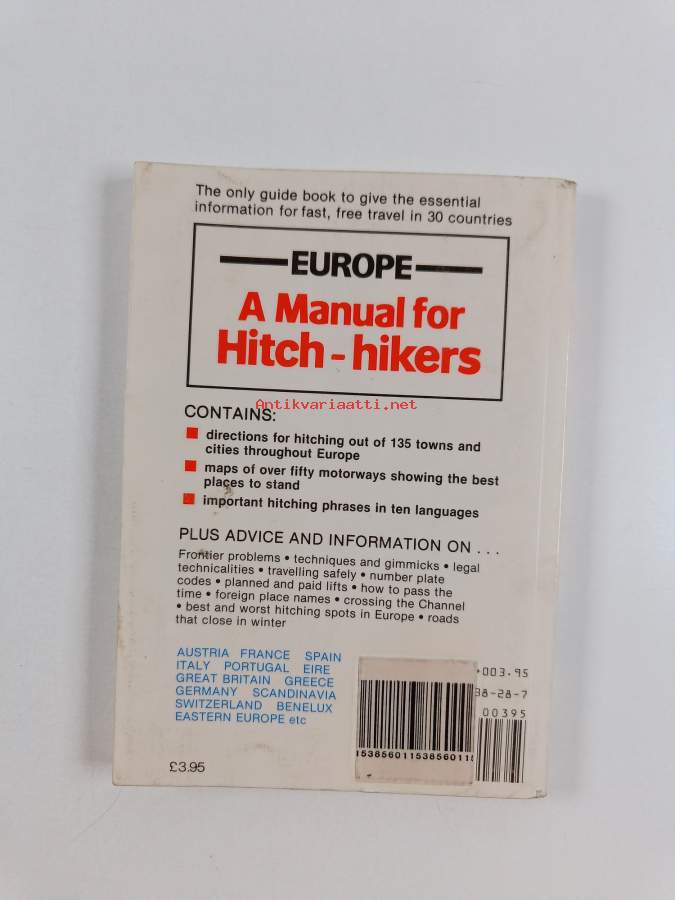 The only guide book to give the essential
information for fast, free travel in 30 countries
EUROPE
A Manual for
Hitch-hikers
Antikvariaatti.net
CONTAINS:
directions for hitching out of 135 towns and
cities throughout Europe
maps of over fifty motorways showing the best
places to stand
important hitching phrases in ten languages
PLUS ADVICE AND INFORMATION ON . . .
Frontier problems • techniques and gimmicks • legal
technicalities • travelling safely • number plate
codes • planned and paid lifts • how to pass the
time • foreign place names • crossing the Channel
• best and worst hitching spots in Europe • roads
that close in winter
AUSTRIA FRANCE SPAIN
ITALY PORTUGAL EIRE
GREAT BRITAIN GREECE
GERMANY SCANDINAVIA
SWITZERLAND BENELUX
EASTERN EUROPE etc
+003.95
38-28-7
00395
£3.95